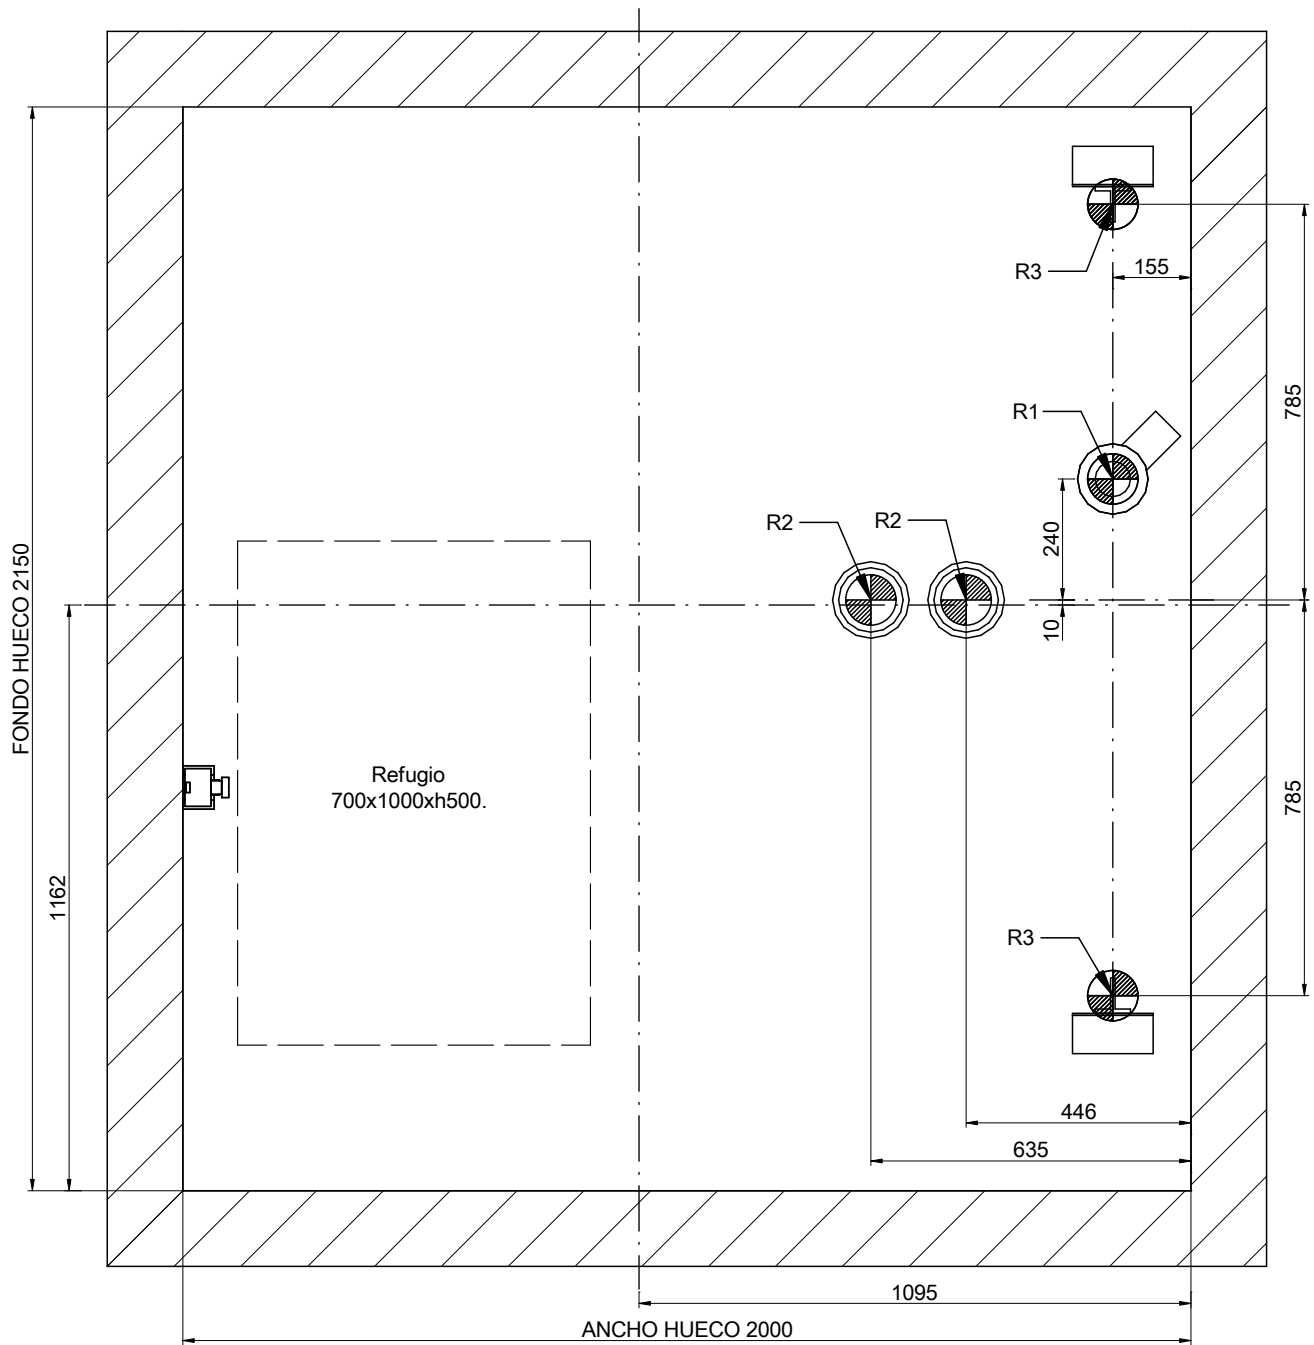 R3
155
785
R1
R2
R2
240
10
FONDO HUECO 2150
Refugio
700x1000xh500.
785
1162
R3
446
635
1095
ANCHO HUECO 2000